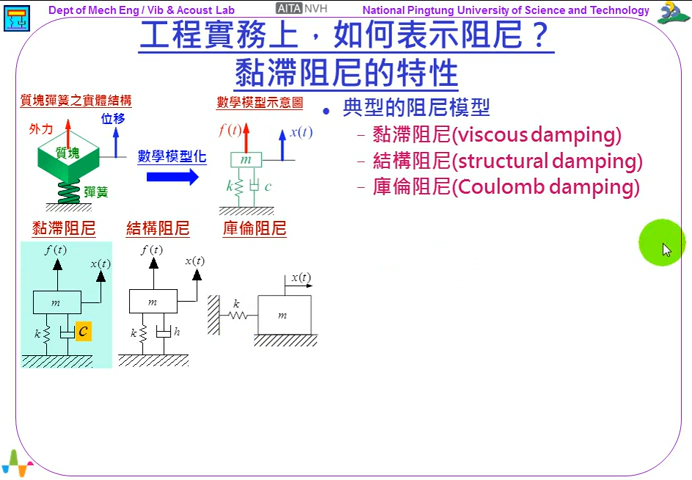 Dept of Mech Eng / Vib & Acoust Lab
AITA NVH
National Pingtung University of Science and Technology
工程實務上，如何表示阻尼？
黏滯阻尼的特性
質塊彈簧之實體結構
外力
位移
質塊
彈簧
數學模型化
數學模型示意圖
f(t)
x(t)
m
k
c
• 典型的阻尼模型
– 黏滯阻尼(viscous damping)
– 結構阻尼(structural damping)
– 庫倫阻尼(Coulomb damping)
黏滯阻尼
f(t)
x(t)
m
k
c
結構阻尼
f(t)
x(t)
m
k
h
庫倫阻尼
x(t)
k
m